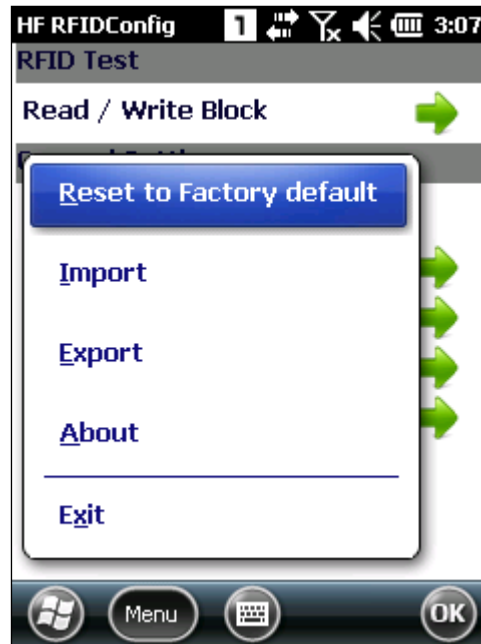 HF RFIDConfig 1 3:07
RFID Test
Read / Write Block
Reset to Factory default
Import
Export
About
Exit
Menu OK